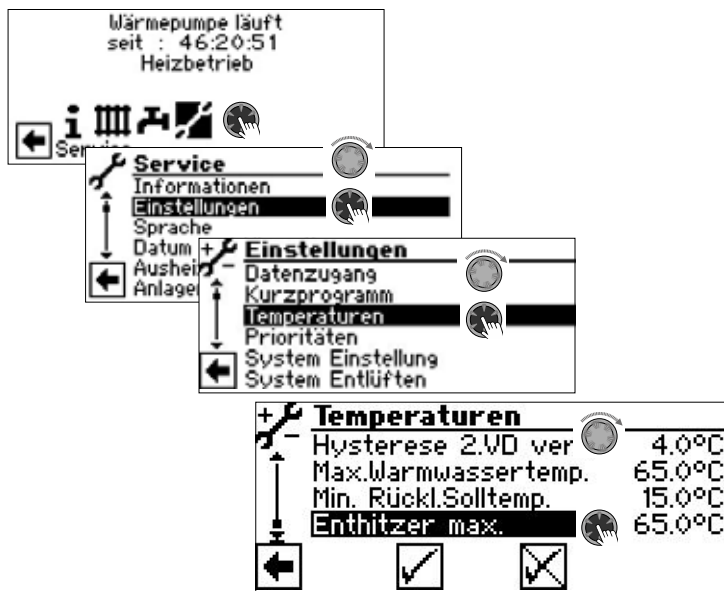 Wärmepumpe läuft
seit : 46:20:51
Heizbetrieb
Service
Service
Informationen
Einstellungen
Sprache
Datum
Anlagen
Einstellungen
Datenzugang
Kurzprogramm
Temperaturen
Prioritäten
System Einstellung
System Entlüften
Temperaturen
Hysterese 2.VD ver 4.0°C
Max.Warmwassertemp. 65.0°C
Min. Rückl.Solltemp. 15.0°C
Enthitzer max. 65.0°C